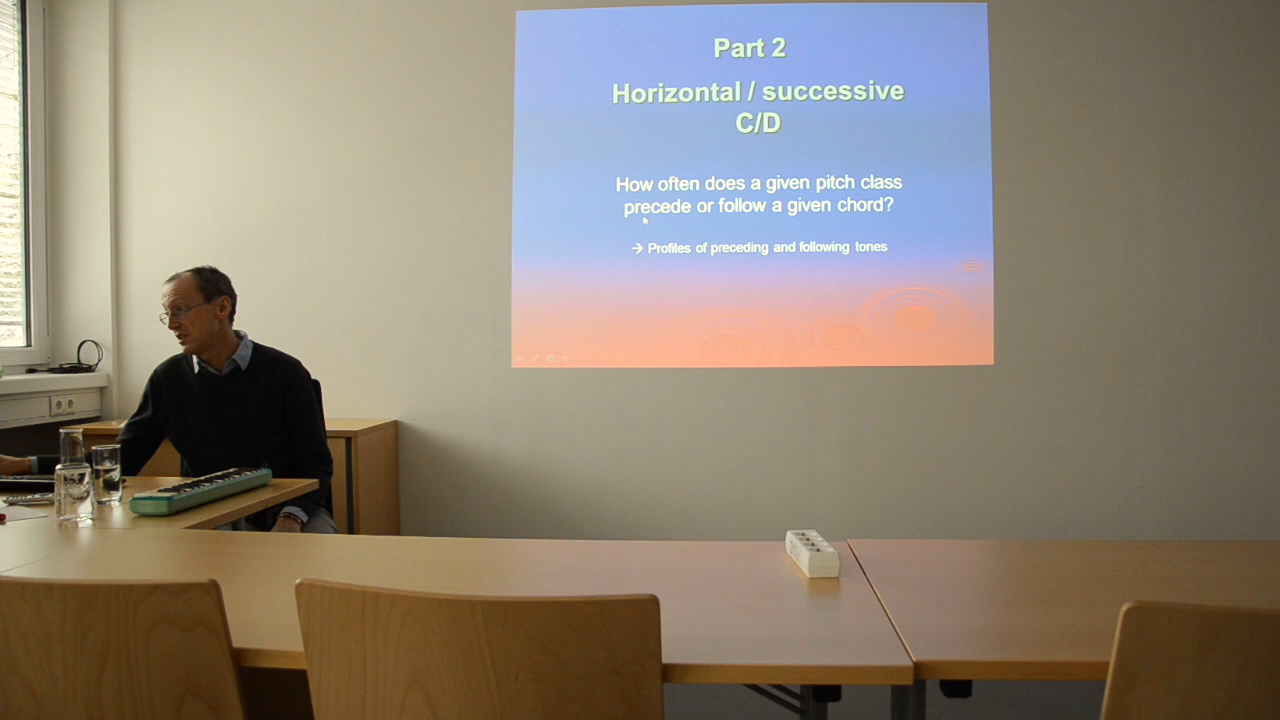 Part 2
Horizontal / successive
C/D
How often does a given pitch class
precede or follow a given chord?
→ Profiles of preceding and following tones